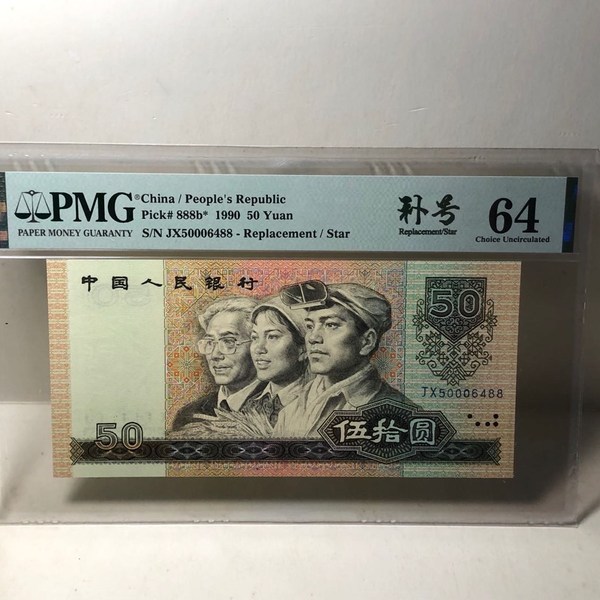 PMG®
PAPER MONEY GUARANTY
China / People's Republic
Pick# 888b* 1990 50 Yuan
S/N JX50006488 - Replacement / Star
补号
Replacement/Star
64
Choice Uncirculated
中国人民银行
50
JX50006488
50
伍拾圆